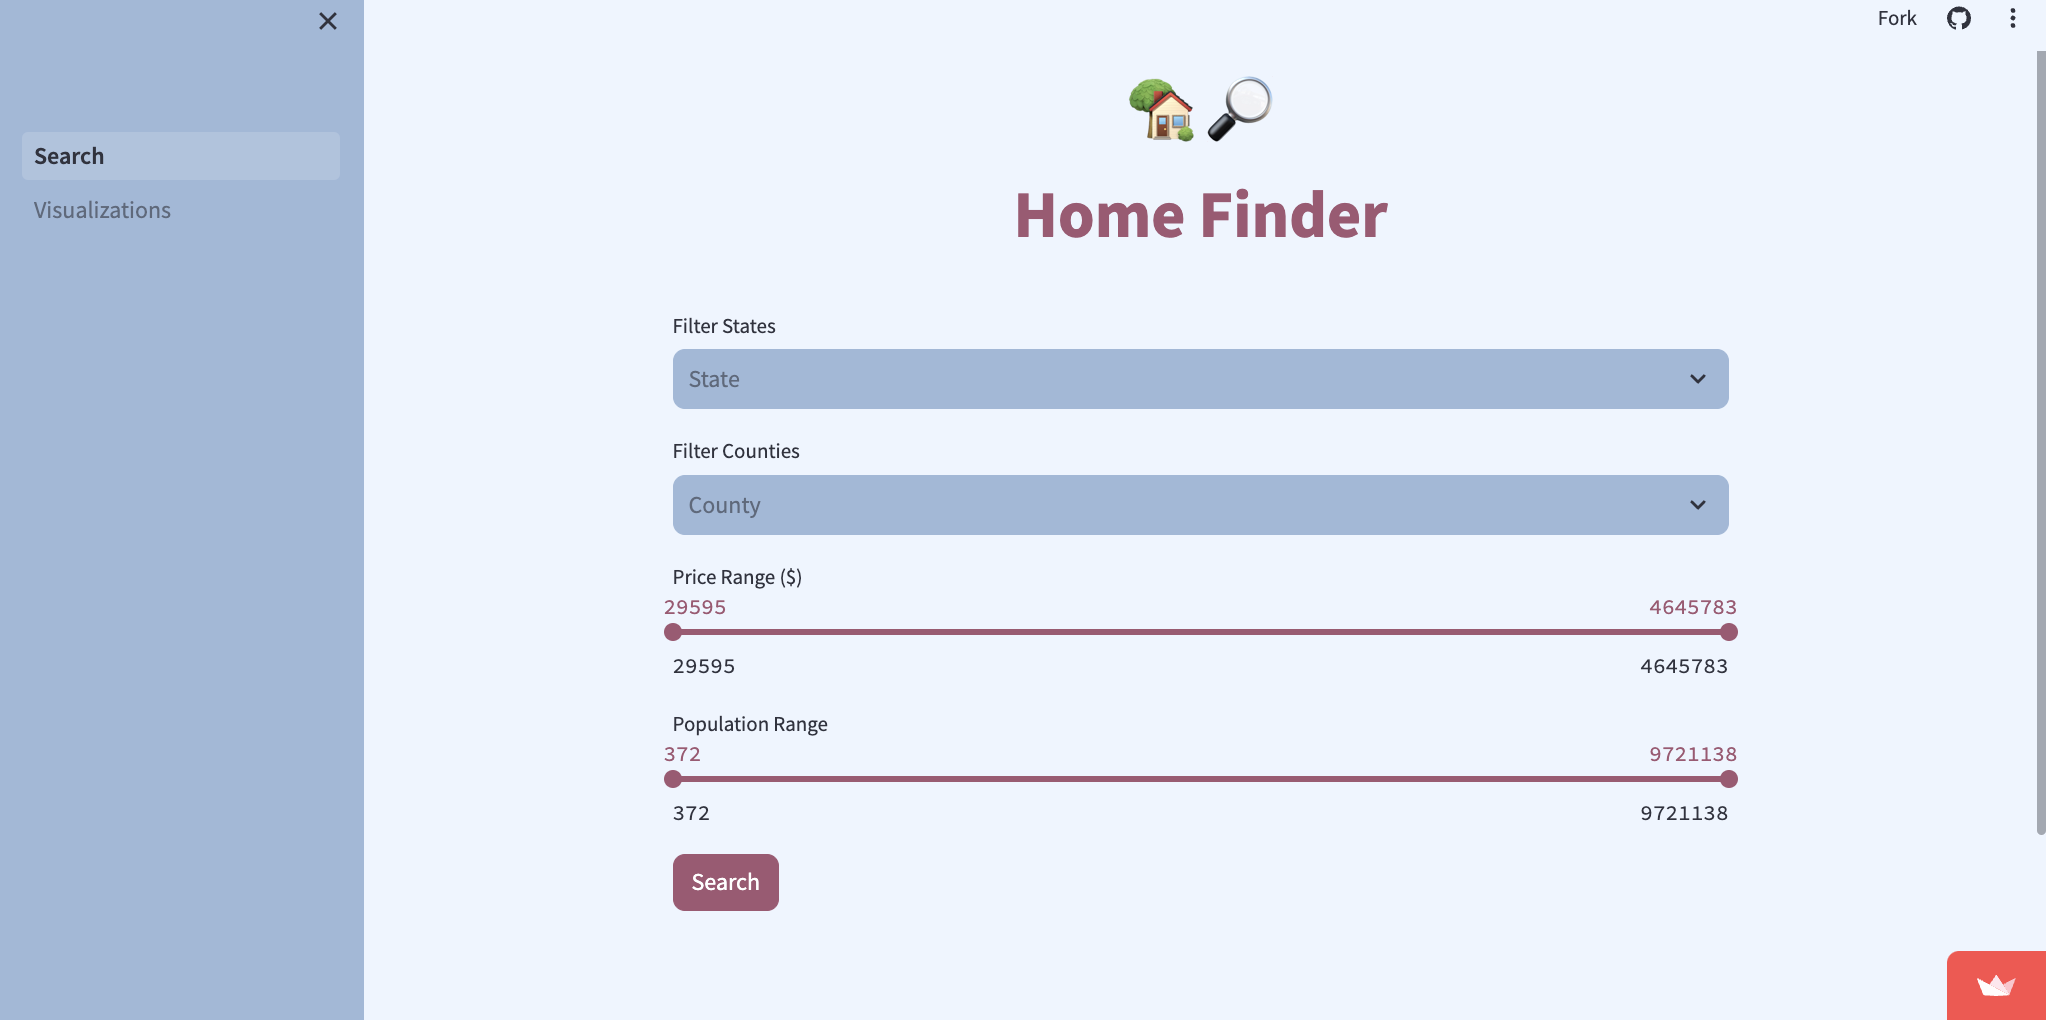 Fork
Search
Visualizations
Home Finder
Filter States
State
Filter Counties
County
Price Range ($)
29595 4645783
29595 4645783
Population Range
372 9721138
372 9721138
Search